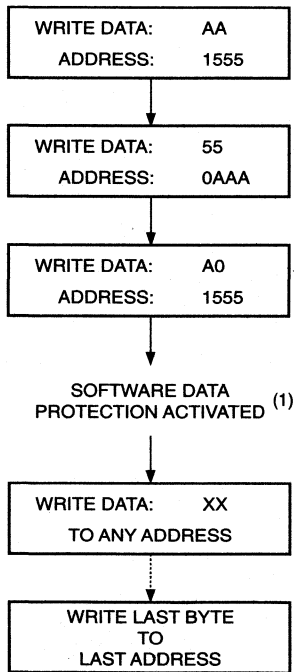 WRITE DATA: AA
ADDRESS: 1555
WRITE DATA: 55
ADDRESS: 0AAA
WRITE DATA: A0
ADDRESS: 1555
SOFTWARE DATA
PROTECTION ACTIVATED (1)
WRITE DATA: XX
TO ANY ADDRESS
WRITE LAST BYTE
TO
LAST ADDRESS